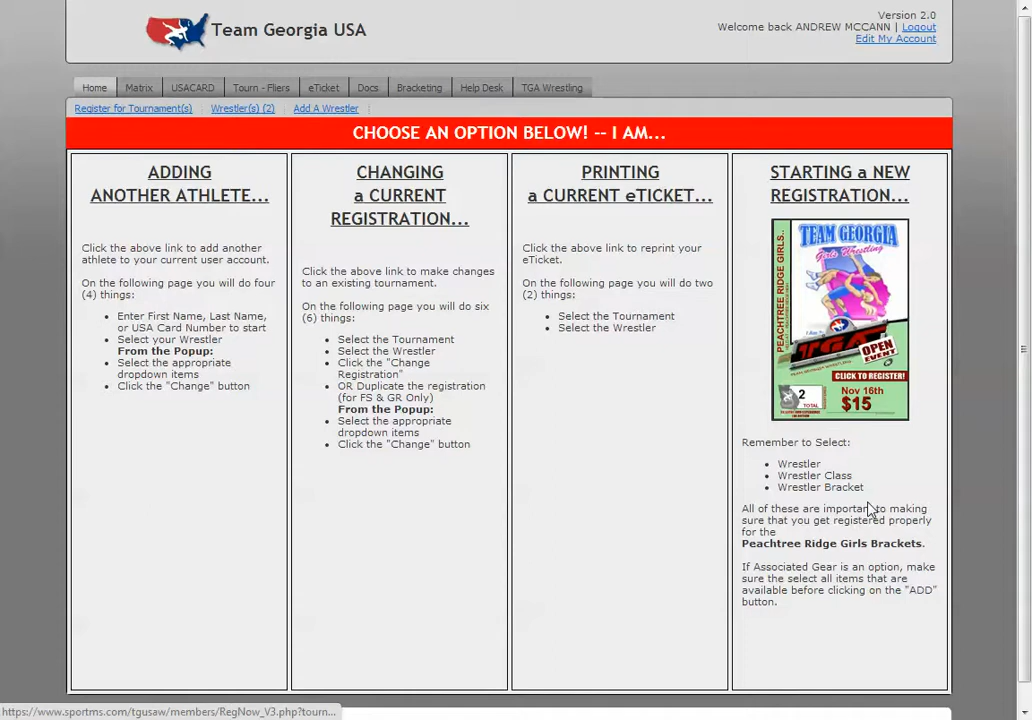 Version 2.0
Team Georgia USA
Welcome back ANDREW MCCANN | Logout
Edit My Account
Home
Matrix
USACARD
Tourn - Fliers
eTicket
Docs
Bracketing
Help Desk
TGA Wrestling
Register for Tournament(s)
Wrestler(s) (2)
Add A Wrestler
CHOOSE AN OPTION BELOW! -- I AM...
ADDING
ANOTHER ATHLETE...
Click the above link to add another
athlete to your current user account.
On the following page you will do four
(4) things:
Enter First Name, Last Name,
or USA Card Number to start
Select your Wrestler
From the Popup:
Select the appropriate
dropdown items
Click the "Change" button
CHANGING
a CURRENT
REGISTRATION...
Click the above link to make changes
to an existing tournament.
On the following page you will do six
(6) things:
Select the Tournament
Select the Wrestler
Click the "Change
Registration"
OR Duplicate the registration
(for FS & GR Only)
From the Popup:
Select the appropriate
dropdown items
Click the "Change" button
PRINTING
a CURRENT eTICKET...
Click the above link to reprint your
eTicket.
On the following page you will do two
(2) things:
Select the Tournament
Select the Wrestler
STARTING a NEW
REGISTRATION...
PEACHTREE RIDGE GIRLS..
TEAM GEORGIA
Girls Wrestling
TGA
TEAM GEORGIA WRESTLING
OPEN
EVENT
CLICK TO REGISTER!
2
TOTAL
Nov 16th
$15
Remember to Select:
Wrestler
Wrestler Class
Wrestler Bracket
All of these are important to making
sure that you get registered properly
for the
Peachtree Ridge Girls Brackets.
If Associated Gear is an option, make
sure the select all items that are
available before clicking on the "ADD"
button.
https://www.sportms.com/tgusaw/members/RegNow_V3.php?tourn...